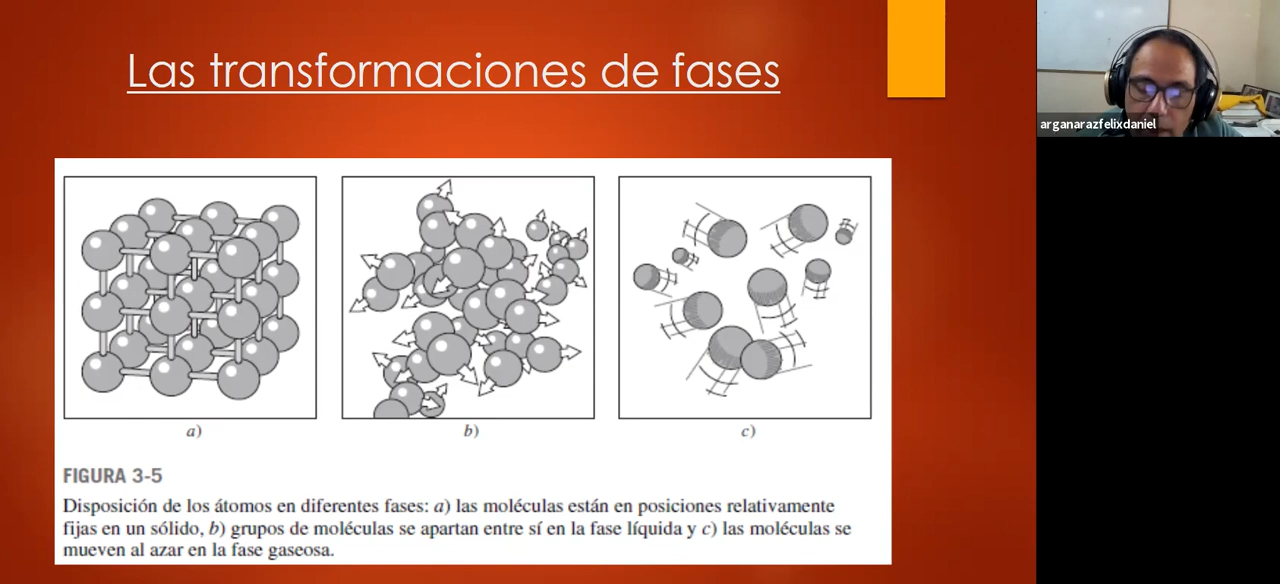 Las transformaciones de fases
arganarazfelixdaniel
a)
b)
c)
FIGURA 3-5
Disposición de los átomos en diferentes fases: a) las moléculas están en posiciones relativamente
fijas en un sólido, b) grupos de moléculas se apartan entre sí en la fase líquida y c) las moléculas se
mueven al azar en la fase gaseosa.